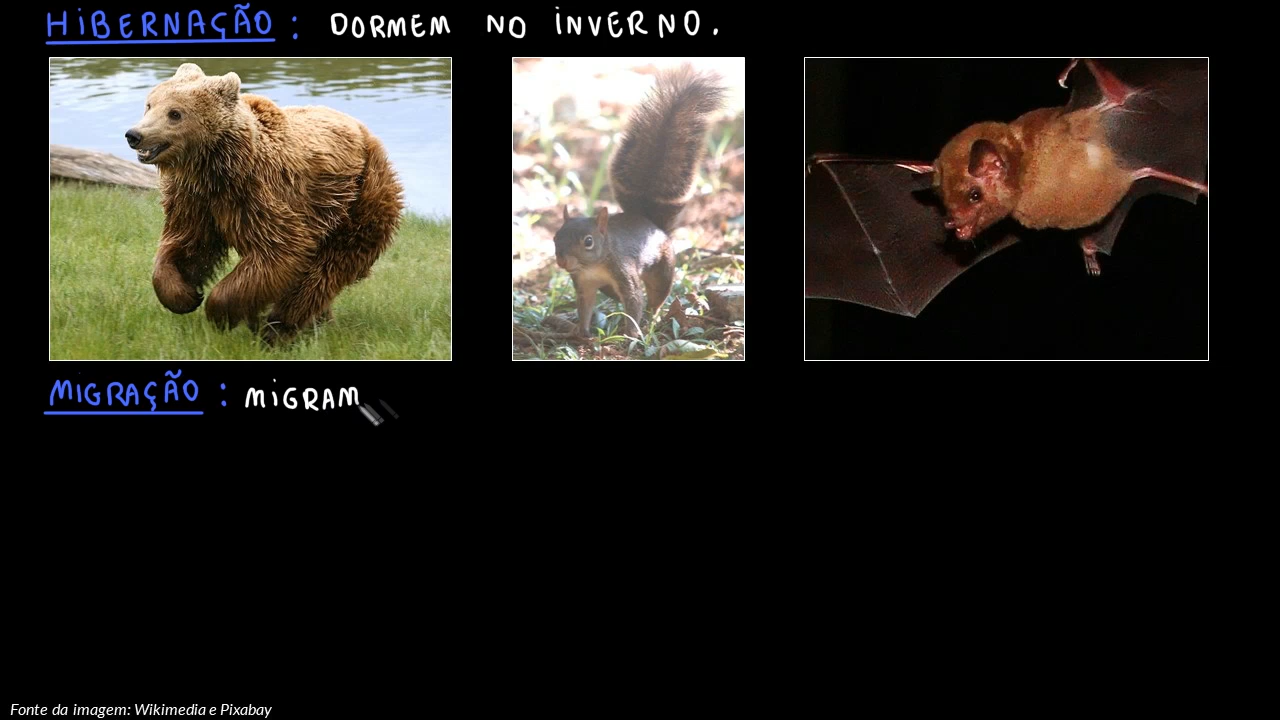 HIBERNAÇÃO: DORMEM NO INVERNO.
MIGRAÇÃO: MIGRAM
Fonte da imagem: Wikimedia e Pixabay